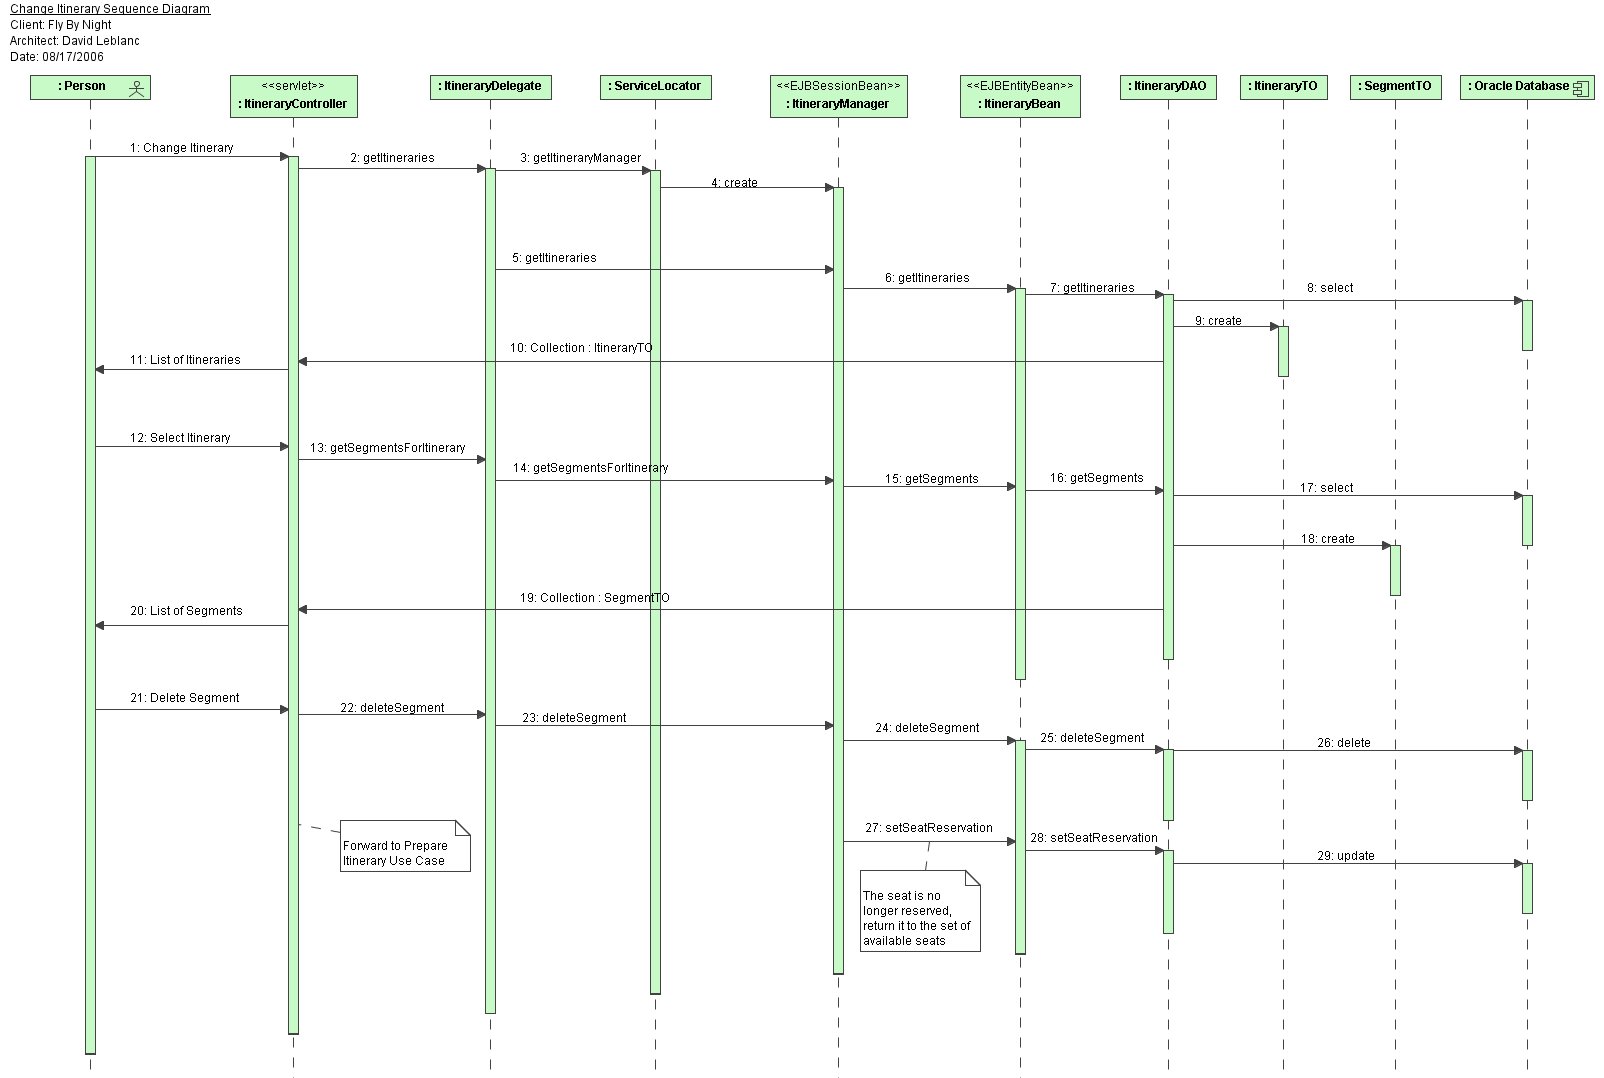 Change Itinerary Sequence Diagram
Client: Fly By Night
Architect: David Leblanc
Date: 08/17/2006
: Person
<<servlet>>
: ItineraryController
: ItineraryDelegate
: ServiceLocator
<<EJBSessionBean>>
: ItineraryManager
<<EJBEntityBean>>
: ItineraryBean
: ItineraryDAO
: ItineraryTO
: SegmentTO
: Oracle Database
1: Change Itinerary
2: getItineraries
3: getItineraryManager
4: create
5: getItineraries
6: getItineraries
7: getItineraries
8: select
9: create
10: Collection : ItineraryTO
11: List of Itineraries
12: Select Itinerary
13: getSegmentsForItinerary
14: getSegmentsForItinerary
15: getSegments
16: getSegments
17: select
18: create
19: Collection : SegmentTO
20: List of Segments
21: Delete Segment
22: deleteSegment
23: deleteSegment
24: deleteSegment
25: deleteSegment
26: delete
27: setSeatReservation
28: setSeatReservation
29: update
Forward to Prepare
Itinerary Use Case
The seat is no
longer reserved,
return it to the set of
available seats